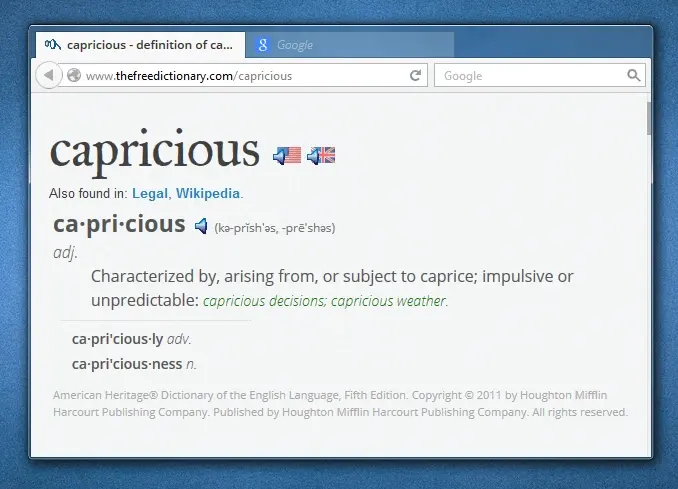 capricious - definition of ca...
Google
www.thefreedictionary.com/capricious
Google
capricious
Also found in: Legal, Wikipedia.
ca·pri·cious (kə-prĭsh'əs, -prē'shəs)
adj.
Characterized by, arising from, or subject to caprice; impulsive or
unpredictable: capricious decisions; capricious weather.
ca·pri'cious·ly adv.
ca·pri'cious·ness n.
American Heritage® Dictionary of the English Language, Fifth Edition. Copyright © 2011 by Houghton Mifflin
Harcourt Publishing Company. Published by Houghton Mifflin Harcourt Publishing Company. All rights reserved.